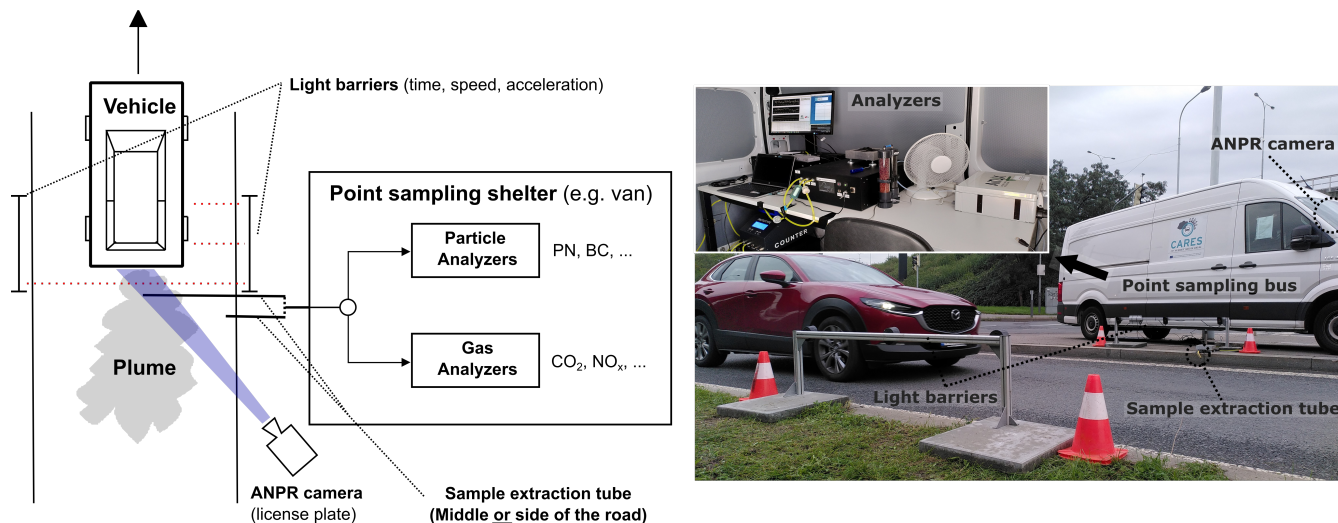 Vehicle
Light barriers (time, speed, acceleration)
Point sampling shelter (e.g. van)
Particle
Analyzers
PN, BC, ...
Gas
Analyzers
CO₂, NOₓ, ...
Plume
ANPR camera
(license plate)
Sample extraction tube
(Middle or side of the road)
Analyzers
COUNTER
ANPR camera
CARES
Point sampling bus
Light barriers
Sample extraction tube